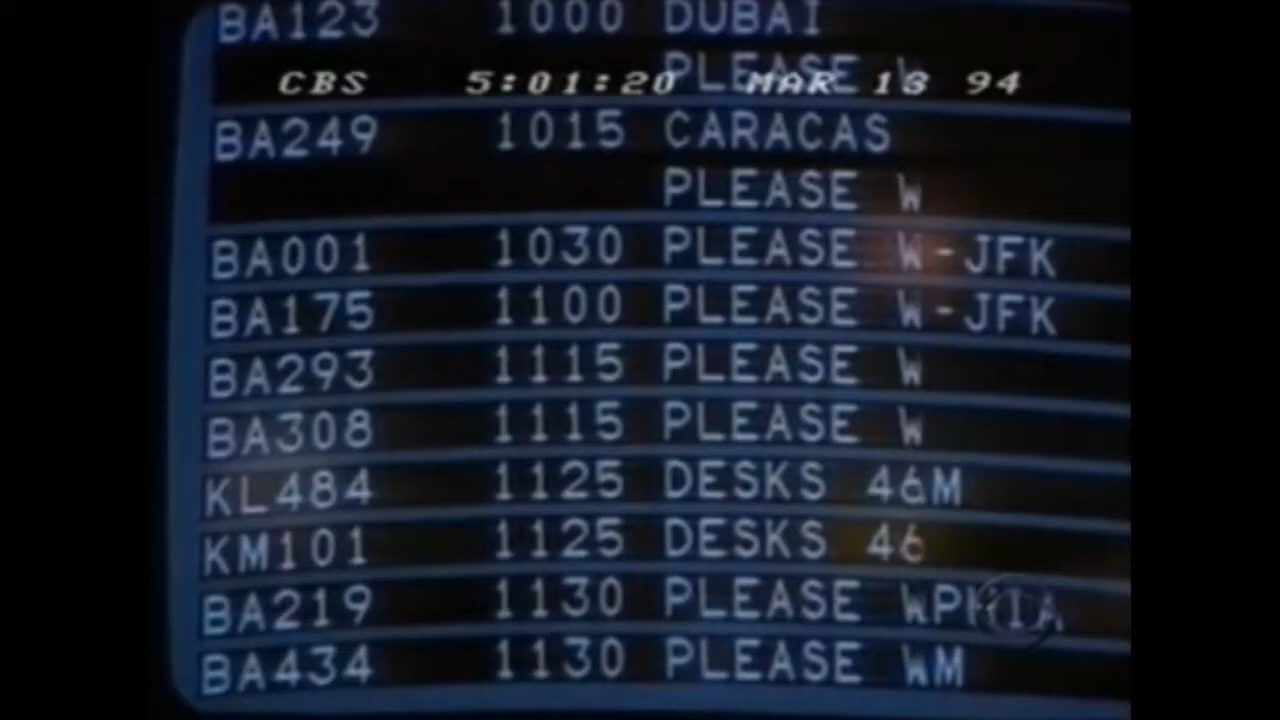 BA123 1000 DUBAI
PLEASE W
CBS 5:01:20 MAR 13 94
BA249 1015 CARACAS
PLEASE W
BA001 1030 PLEASE W-JFK
BA175 1100 PLEASE W-JFK
BA293 1115 PLEASE W
BA308 1115 PLEASE W
KL484 1125 DESKS 46M
KM101 1125 DESKS 46
BA219 1130 PLEASE WPHIA
BA434 1130 PLEASE WM